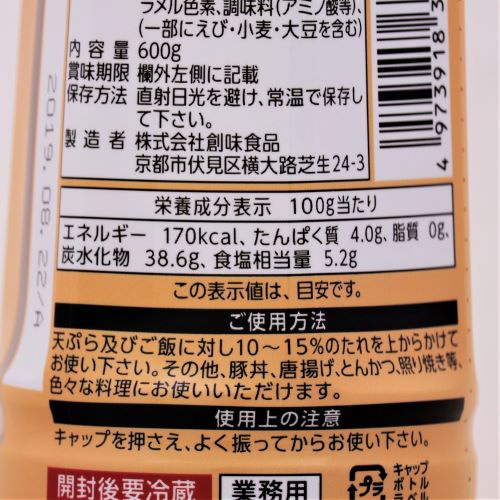 ラメル色素、調味料(アミノ酸等)、
(一部にえび・小麦・大豆を含む)
内容量 600g
賞味期限 欄外左側に記載
保存方法 直射日光を避け、常温で保存し
て下さい。
製造者 株式会社創味食品
京都市伏見区横大路芝生24-3
4 973918 3
2019.08.22/A
栄養成分表示 100g当たり
エネルギー 170kcal、たんぱく質 4.0g、脂質 0g、
炭水化物 38.6g、食塩相当量 5.2g
この表示値は、目安です。
ご使用方法
天ぷら及びご飯に対し10～15%のたれを上からかけて
お使い下さい。その他、豚丼、唐揚げ、とんかつ、照り焼き等、
色々な料理にお使いいただけます。
使用上の注意
キャップを押さえ、よく振ってからお使い下さい。
開封後要冷蔵
業務用
プラ
キャップ
ボトル